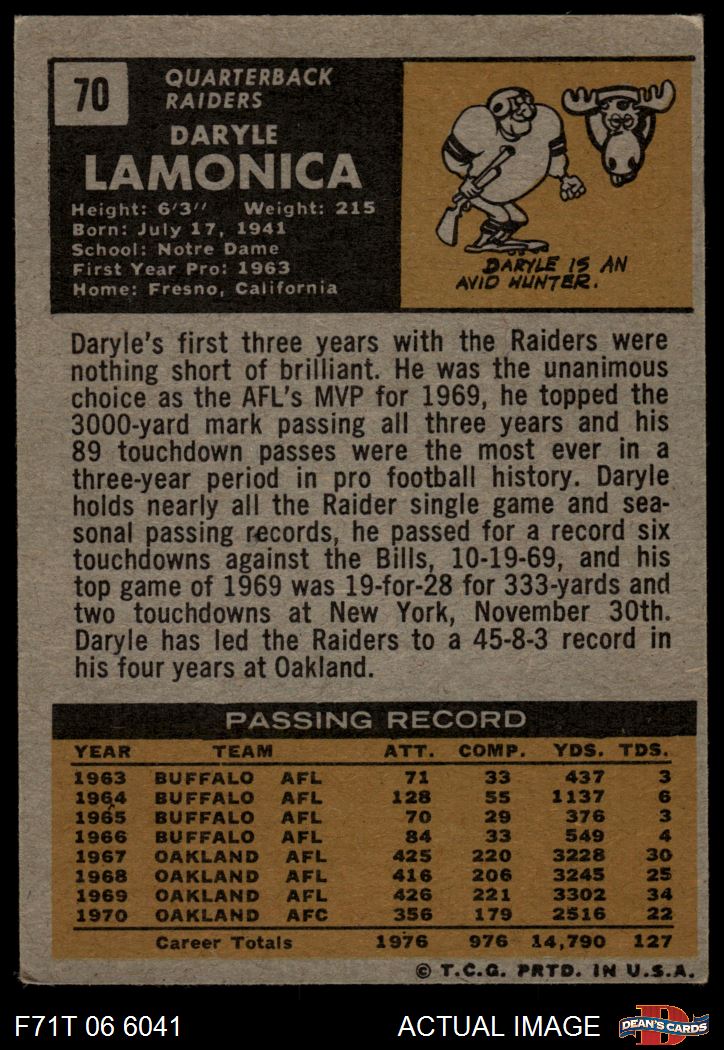 70
QUARTERBACK
RAIDERS
DARYLE
LAMONICA
Height: 6'3'' Weight: 215
Born: July 17, 1941
School: Notre Dame
First Year Pro: 1963
Home: Fresno, California
DARYLE IS AN
AVID HUNTER.
Daryle's first three years with the Raiders were
nothing short of brilliant. He was the unanimous
choice as the AFL's MVP for 1969, he topped the
3000-yard mark passing all three years and his
89 touchdown passes were the most ever in a
three-year period in pro football history. Daryle
holds nearly all the Raider single game and sea-
sonal passing records, he passed for a record six
touchdowns against the Bills, 10-19-69, and his
top game of 1969 was 19-for-28 for 333-yards and
two touchdowns at New York, November 30th.
Daryle has led the Raiders to a 45-8-3 record in
his four years at Oakland.
PASSING RECORD
YEAR TEAM ATT. COMP. YDS. TDS.
1963 BUFFALO AFL 71 33 437 3
1964 BUFFALO AFL 128 55 1137 6
1965 BUFFALO AFL 70 29 376 3
1966 BUFFALO AFL 84 33 549 4
1967 OAKLAND AFL 425 220 3228 30
1968 OAKLAND AFL 416 206 3245 25
1969 OAKLAND AFL 426 221 3302 34
1970 OAKLAND AFC 356 179 2516 22
Career Totals 1976 976 14,790 127
© T.C.G. PRTD. IN U.S.A.
F71T 06 6041 ACTUAL IMAGE D DEAN'S CARDS